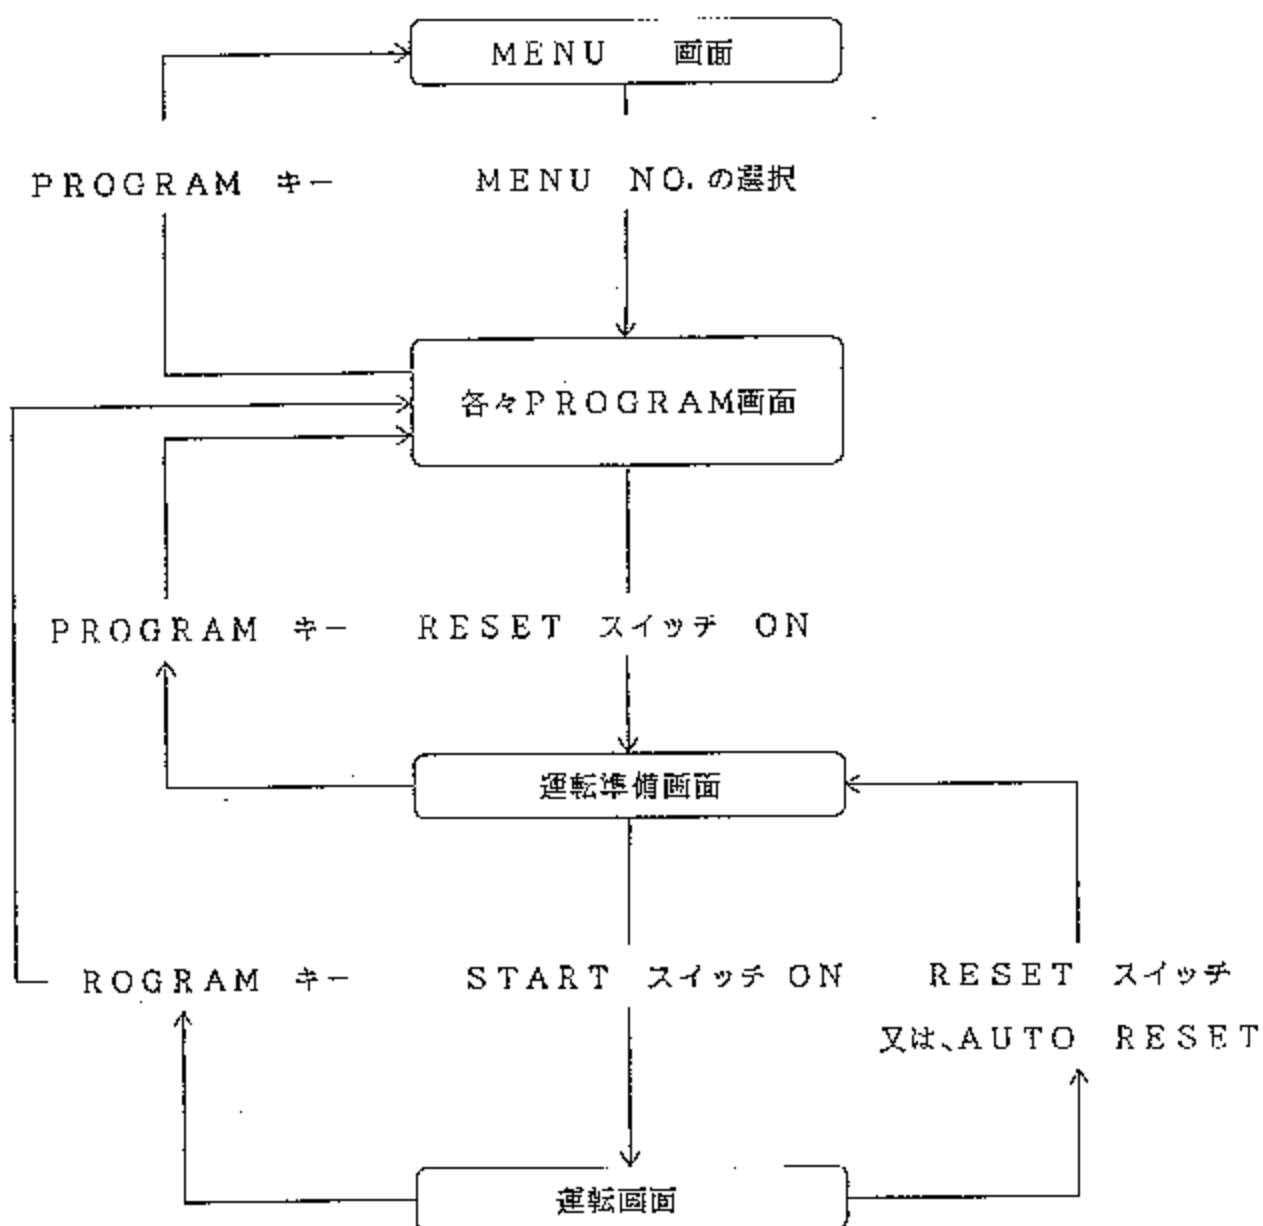 MENU 画面
PROGRAM キー
MENU NO.の選択
各々PROGRAM画面
PROGRAM キー
RESET スイッチ ON
運転準備画面
ROGRAM キー
START スイッチ ON
RESET スイッチ
又は、AUTO RESET
運転画面